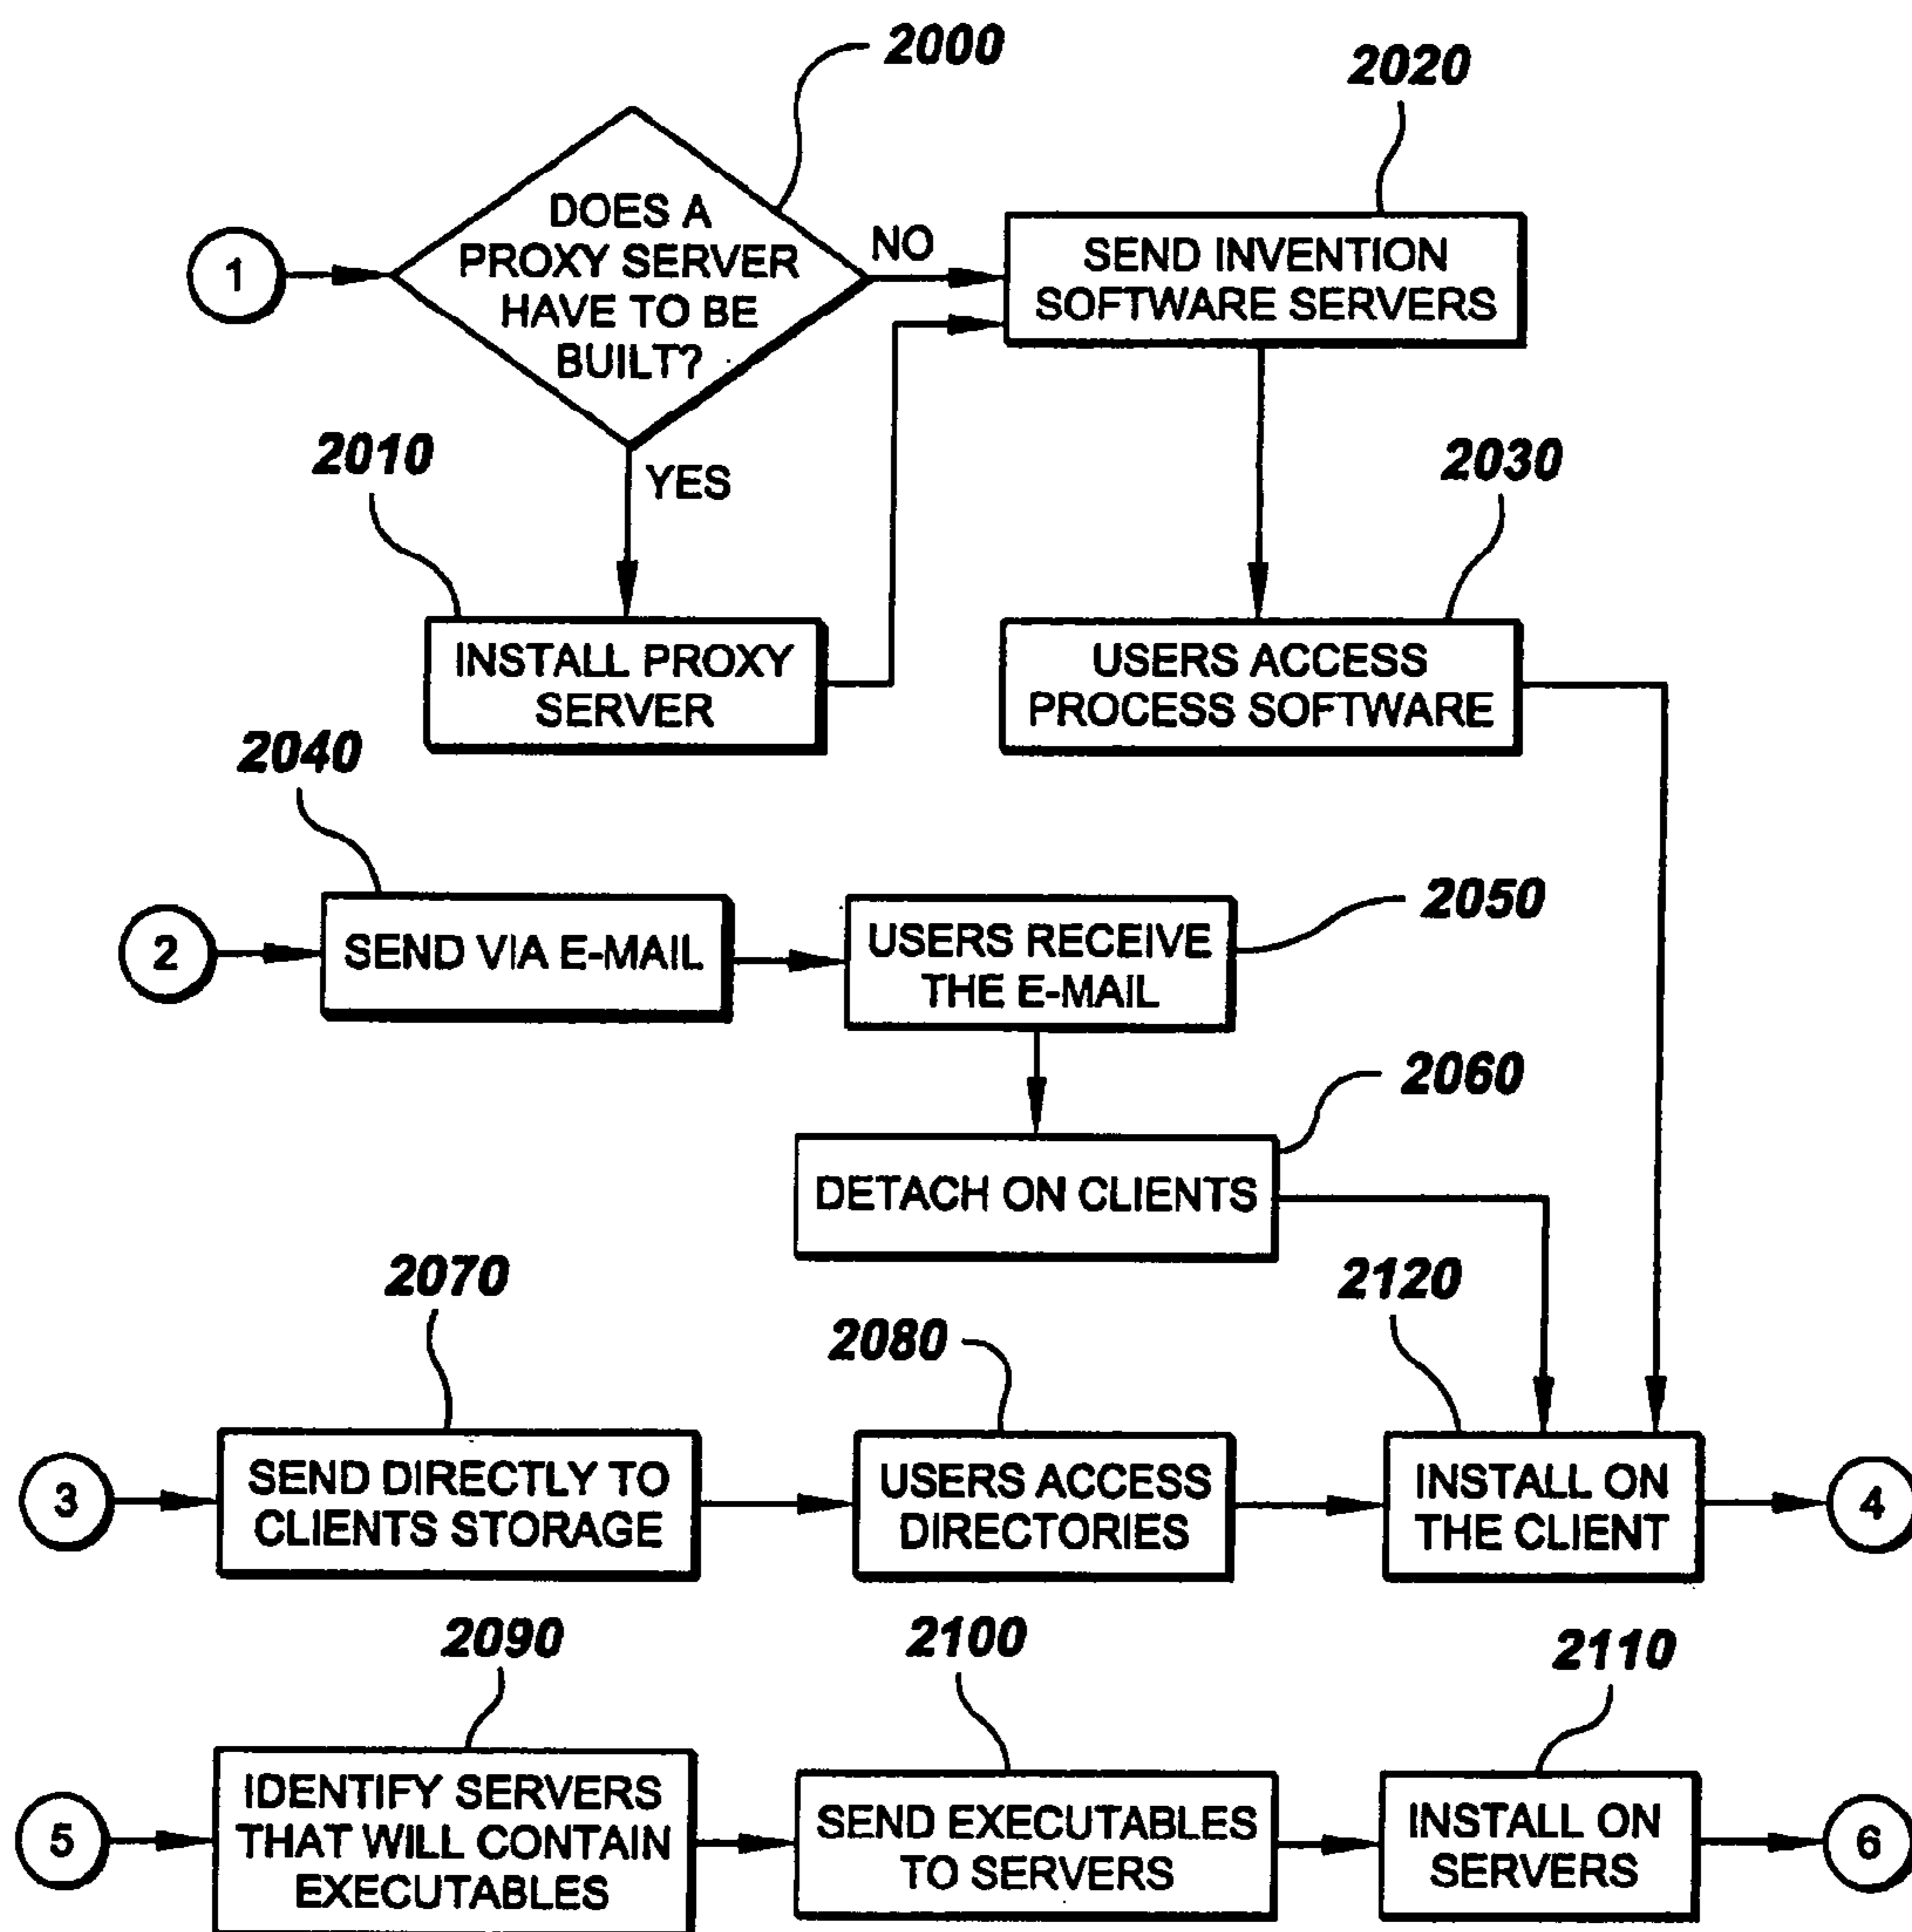 2000
2020
DOES A
PROXY SERVER
HAVE TO BE
BUILT?
1
NO
SEND INVENTION
SOFTWARE SERVERS
2010
YES
2030
INSTALL PROXY
SERVER
USERS ACCESS
PROCESS SOFTWARE
2040
2
SEND VIA E-MAIL
USERS RECEIVE
THE E-MAIL
2050
2060
DETACH ON CLIENTS
2070
2080
2120
3
SEND DIRECTLY TO
CLIENTS STORAGE
USERS ACCESS
DIRECTORIES
INSTALL ON
THE CLIENT
4
2090
2100
2110
5
IDENTIFY SERVERS
THAT WILL CONTAIN
EXECUTABLES
SEND EXECUTABLES
TO SERVERS
INSTALL ON
SERVERS
6